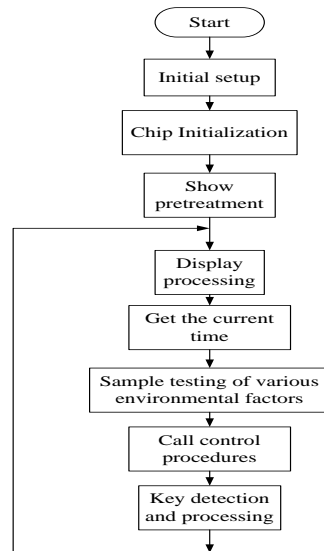 Start
Initial setup
Chip Initialization
Show
pretreatment
Display
processing
Get the current
time
Sample testing of various
environmental factors
Call control
procedures
Key detection
and processing